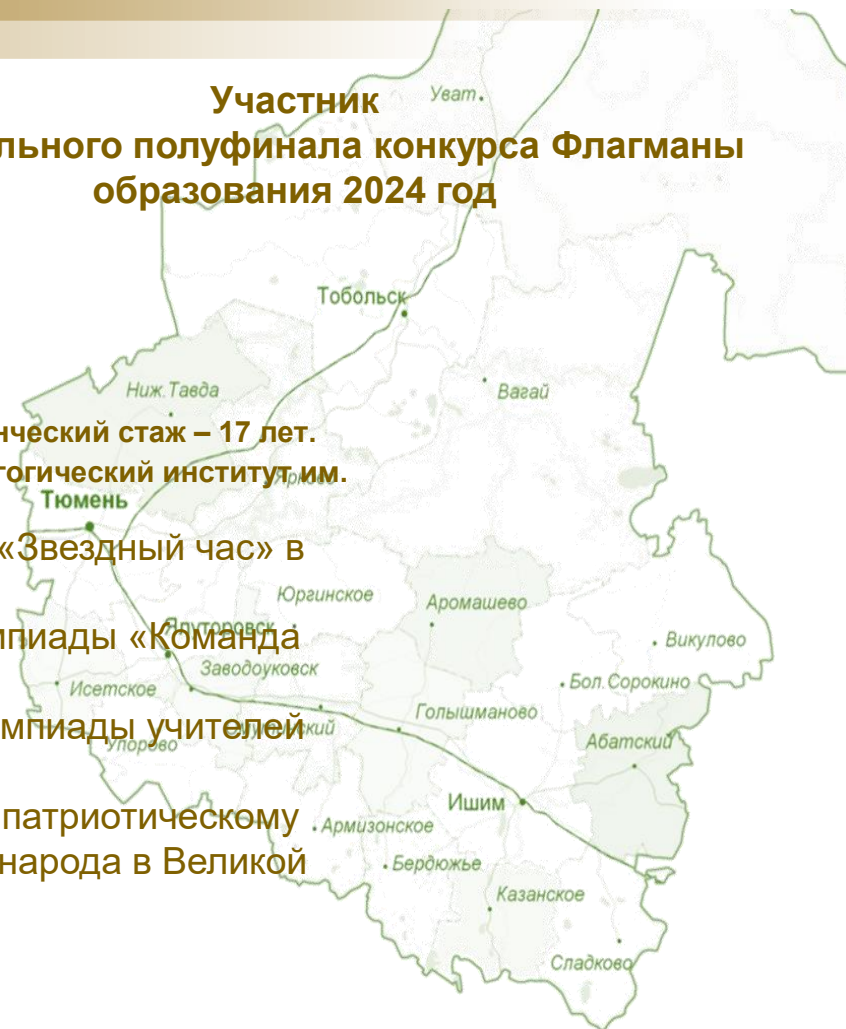 Участник
льного полуфинала конкурса Флагманы
образования 2024 год
Уват
Тобольск
Ниж.Тавда
Вагай
нческий стаж – 17 лет.
гогический институт им.
Ярково
Тюмень
«Звездный час» в
Юргинское
Аромашево
Ялуторовск
мпиады «Команда
Викулово
Заводоуковск
Исетское
Бол.Сорокино
Голышманово
мпиады учителей
Упорово
Абатский
Ишим
патриотическому
Армизонское
народа в Великой
Бердюжье
Казанское
Сладково